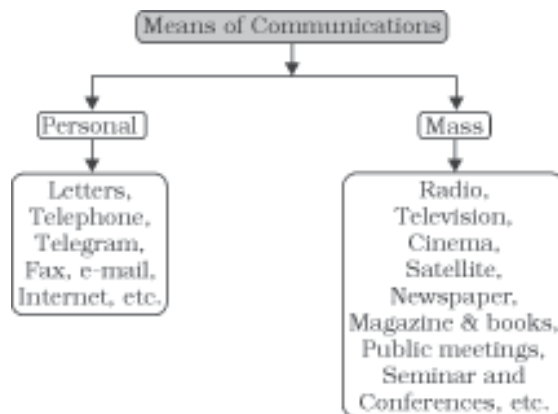 Means of Communications
Personal
Mass
Letters,
Telephone,
Telegram,
Fax, e-mail,
Internet, etc.
Radio,
Television,
Cinema,
Satellite,
Newspaper,
Magazine & books,
Public meetings,
Seminar and
Conferences, etc.